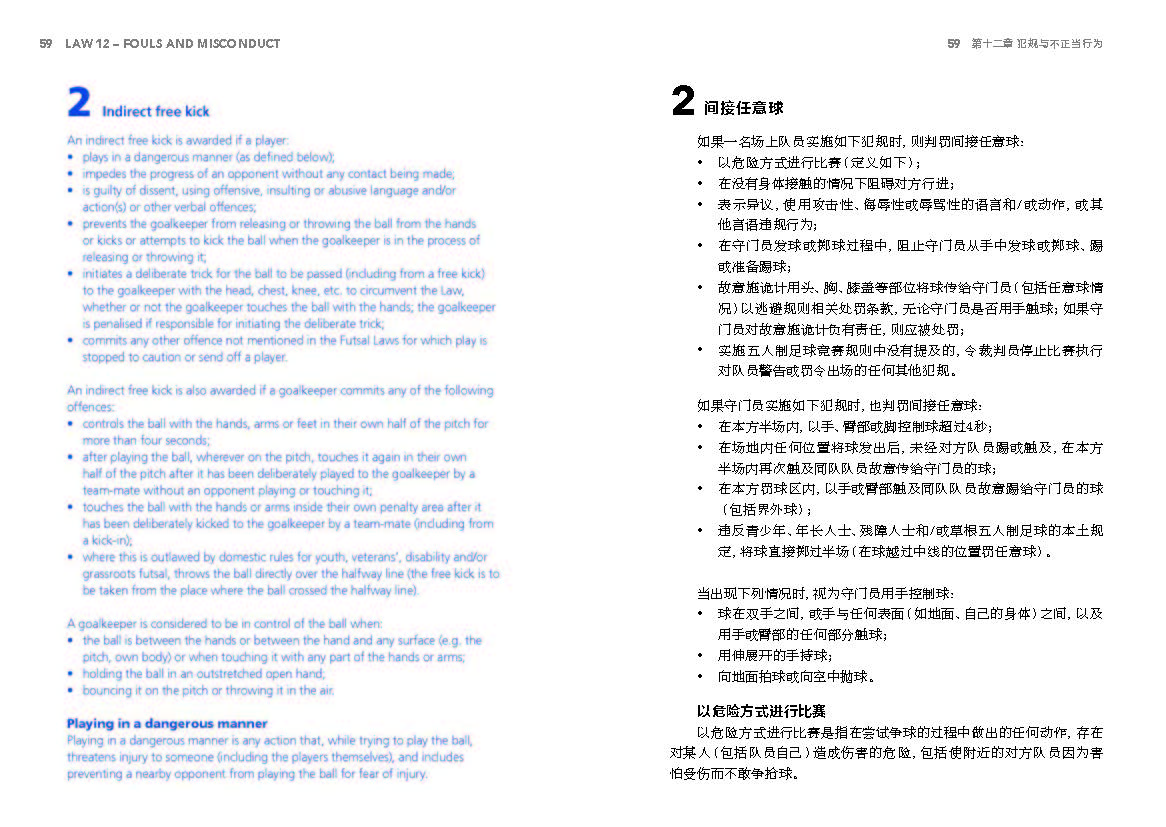 59 LAW 12 – FOULS AND MISCONDUCT
2 Indirect free kick
An indirect free kick is awarded if a player:
• plays in a dangerous manner (as defined below);
• impedes the progress of an opponent without any contact being made;
• is guilty of dissent, using offensive, insulting or abusive language and/or
action(s) or other verbal offences;
• prevents the goalkeeper from releasing or throwing the ball from the hands
or kicks or attempts to kick the ball when the goalkeeper is in the process of
releasing or throwing it;
• initiates a deliberate trick for the ball to be passed (including from a free kick)
to the goalkeeper with the head, chest, knee, etc. to circumvent the Law,
whether or not the goalkeeper touches the ball with the hands; the goalkeeper
is penalised if responsible for initiating the deliberate trick;
• commits any other offence not mentioned in the Futsal Laws for which play is
stopped to caution or send off a player.
An indirect free kick is also awarded if a goalkeeper commits any of the following
offences:
• controls the ball with the hands, arms or feet in their own half of the pitch for
more than four seconds;
• after playing the ball, wherever on the pitch, touches it again in their own
half of the pitch after it has been deliberately played to the goalkeeper by a
team-mate without an opponent playing or touching it;
• touches the ball with the hands or arms inside their own penalty area after it
has been deliberately kicked to the goalkeeper by a team-mate (including from
a kick-in);
• where this is outlawed by domestic rules for youth, veterans', disability and/or
grassroots futsal, throws the ball directly over the halfway line (the free kick is to
be taken from the place where the ball crossed the halfway line).
A goalkeeper is considered to be in control of the ball when:
• the ball is between the hands or between the hand and any surface (e.g. the
pitch, own body) or when touching it with any part of the hands or arms;
• holding the ball in an outstretched open hand;
• bouncing it on the pitch or throwing it in the air.
Playing in a dangerous manner
Playing in a dangerous manner is any action that, while trying to play the ball,
threatens injury to someone (including the players themselves), and includes
preventing a nearby opponent from playing the ball for fear of injury.
59 第十二章 犯规与不正当行为
2 间接任意球
如果一名场上队员实施如下犯规时, 则判罚间接任意球:
• 以危险方式进行比赛(定义如下);
• 在没有身体接触的情况下阻碍对方行进;
• 表示异议, 使用攻击性、侮辱性或辱骂性的语言和/或动作, 或其
他言语违规行为;
• 在守门员发球或掷球过程中, 阻止守门员从手中发球或掷球、踢
或准备踢球;
• 故意施诡计用头、胸、膝盖等部位将球传给守门员(包括任意球情
况)以逃避规则相关处罚条款, 无论守门员是否用手触球; 如果守
门员对故意施诡计负有责任, 则应被处罚;
• 实施五人制足球竞赛规则中没有提及的, 令裁判员停止比赛执行
对队员警告或罚令出场的任何其他犯规。
如果守门员实施如下犯规时, 也判罚间接任意球:
• 在本方半场内, 以手、臂部或脚控制球超过4秒;
• 在场地内任何位置将球发出后, 未经对方队员踢或触及, 在本方
半场内再次触及同队队员故意传给守门员的球;
• 在本方罚球区内, 以手或臂部触及同队队员故意踢给守门员的球
(包括界外球);
• 违反青少年、年长人士、残障人士和/或草根五人制足球的本土规
定, 将球直接掷过半场(在球越过中线的位置罚任意球)。
当出现下列情况时, 视为守门员用手控制球:
• 球在双手之间, 或手与任何表面(如地面、自己的身体)之间, 以及
用手或臂部的任何部分触球;
• 用伸展开的手持球;
• 向地面拍球或向空中抛球。
以危险方式进行比赛
以危险方式进行比赛是指在尝试争球的过程中做出的任何动作, 存在
对某人(包括队员自己)造成伤害的危险, 包括使附近的对方队员因为害
怕受伤而不敢争抢球。